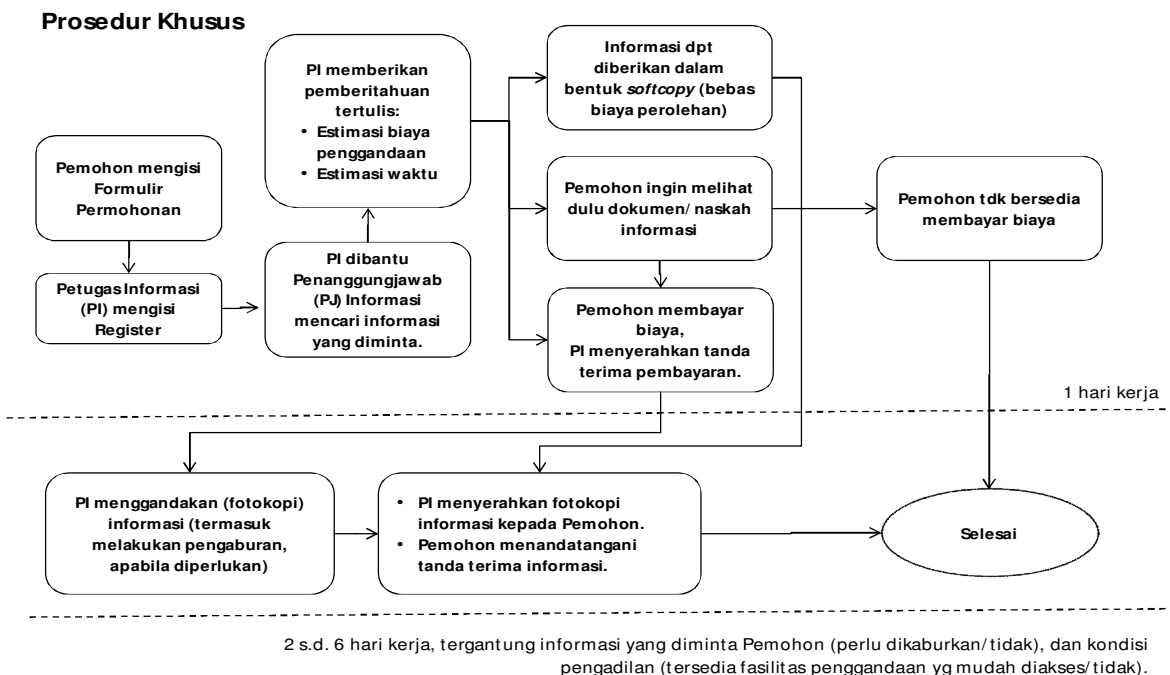 Prosedur Khusus
Pemohon mengisi
Formulir
Permohonan
Petugas Informasi
(PI) mengisi
Register
PI dibantu
Penanggungjawab
(PJ) Informasi
mencari informasi
yang diminta.
PI memberikan
pemberitahuan
tertulis:
• Estimasi biaya
penggandaan
• Estimasi waktu
Informasi dpt
diberikan dalam
bentuk softcopy (bebas
biaya perolehan)
Pemohon ingin melihat
dulu dokumen/ naskah
informasi
Pemohon membayar
biaya,
PI menyerahkan tanda
terima pembayaran.
Pemohon tdk bersedia
membayar biaya
1 hari kerja
PI menggandakan (fotokopi)
informasi (termasuk
melakukan pengaburan,
apabila diperlukan)
• PI menyerahkan fotokopi
informasi kepada Pemohon.
• Pemohon menandatangani
tanda terima informasi.
Selesai
2 s.d. 6 hari kerja, tergantung informasi yang diminta Pemohon (perlu dikaburkan/ tidak), dan kondisi
pengadilan (tersedia fasilitas penggandaan yg mudah diakses/ tidak).